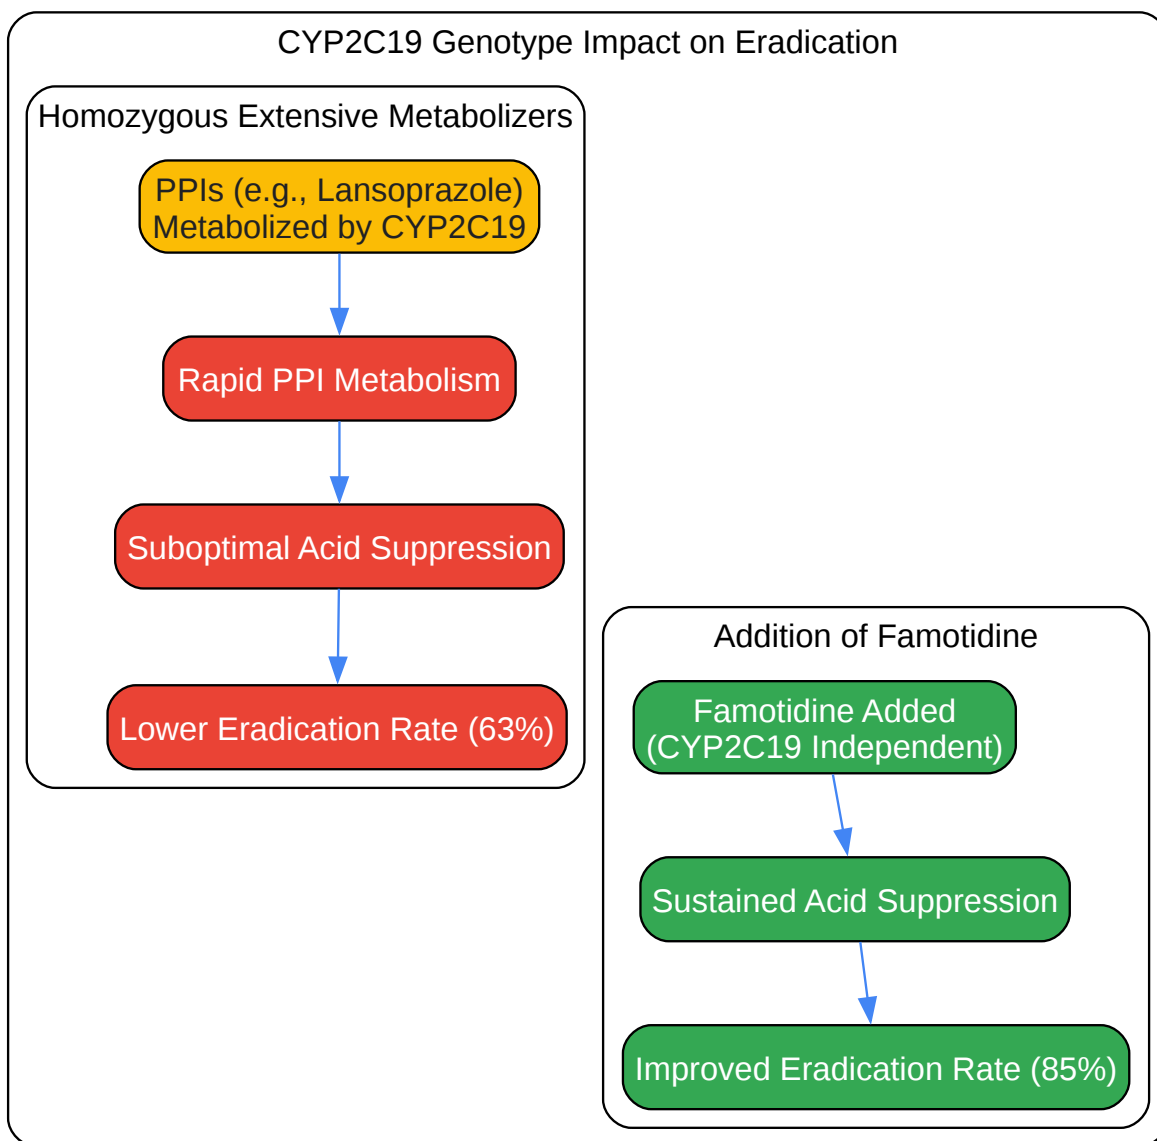 CYP2C19 Genotype Impact on Eradication
Homozygous Extensive Metabolizers
PPIs (e.g., Lansoprazole)
Metabolized by CYP2C19
Rapid PPI Metabolism
Suboptimal Acid Suppression
Lower Eradication Rate (63%)
Addition of Famotidine
Famotidine Added
(CYP2C19 Independent)
Sustained Acid Suppression
Improved Eradication Rate (85%)